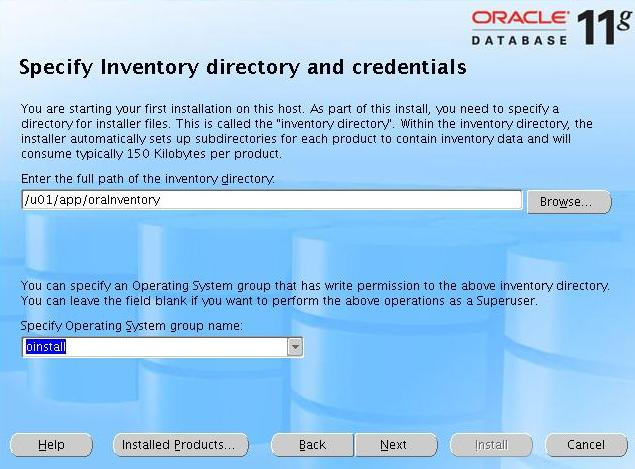 ORACLE 11g
DATABASE
Specify Inventory directory and credentials
You are starting your first installation on this host. As part of this install, you need to specify a
directory for installer files. This is called the "inventory directory". Within the inventory directory, the
installer automatically sets up subdirectories for each product to contain inventory data and will
consume typically 150 Kilobytes per product.
Enter the full path of the inventory directory:
/u01/app/oraInventory
Browse...
You can specify an Operating System group that has write permission to the above inventory directory.
You can leave the field blank if you want to perform the above operations as a Superuser.
Specify Operating System group name:
oinstall
Help Installed Products... Back Next Install Cancel